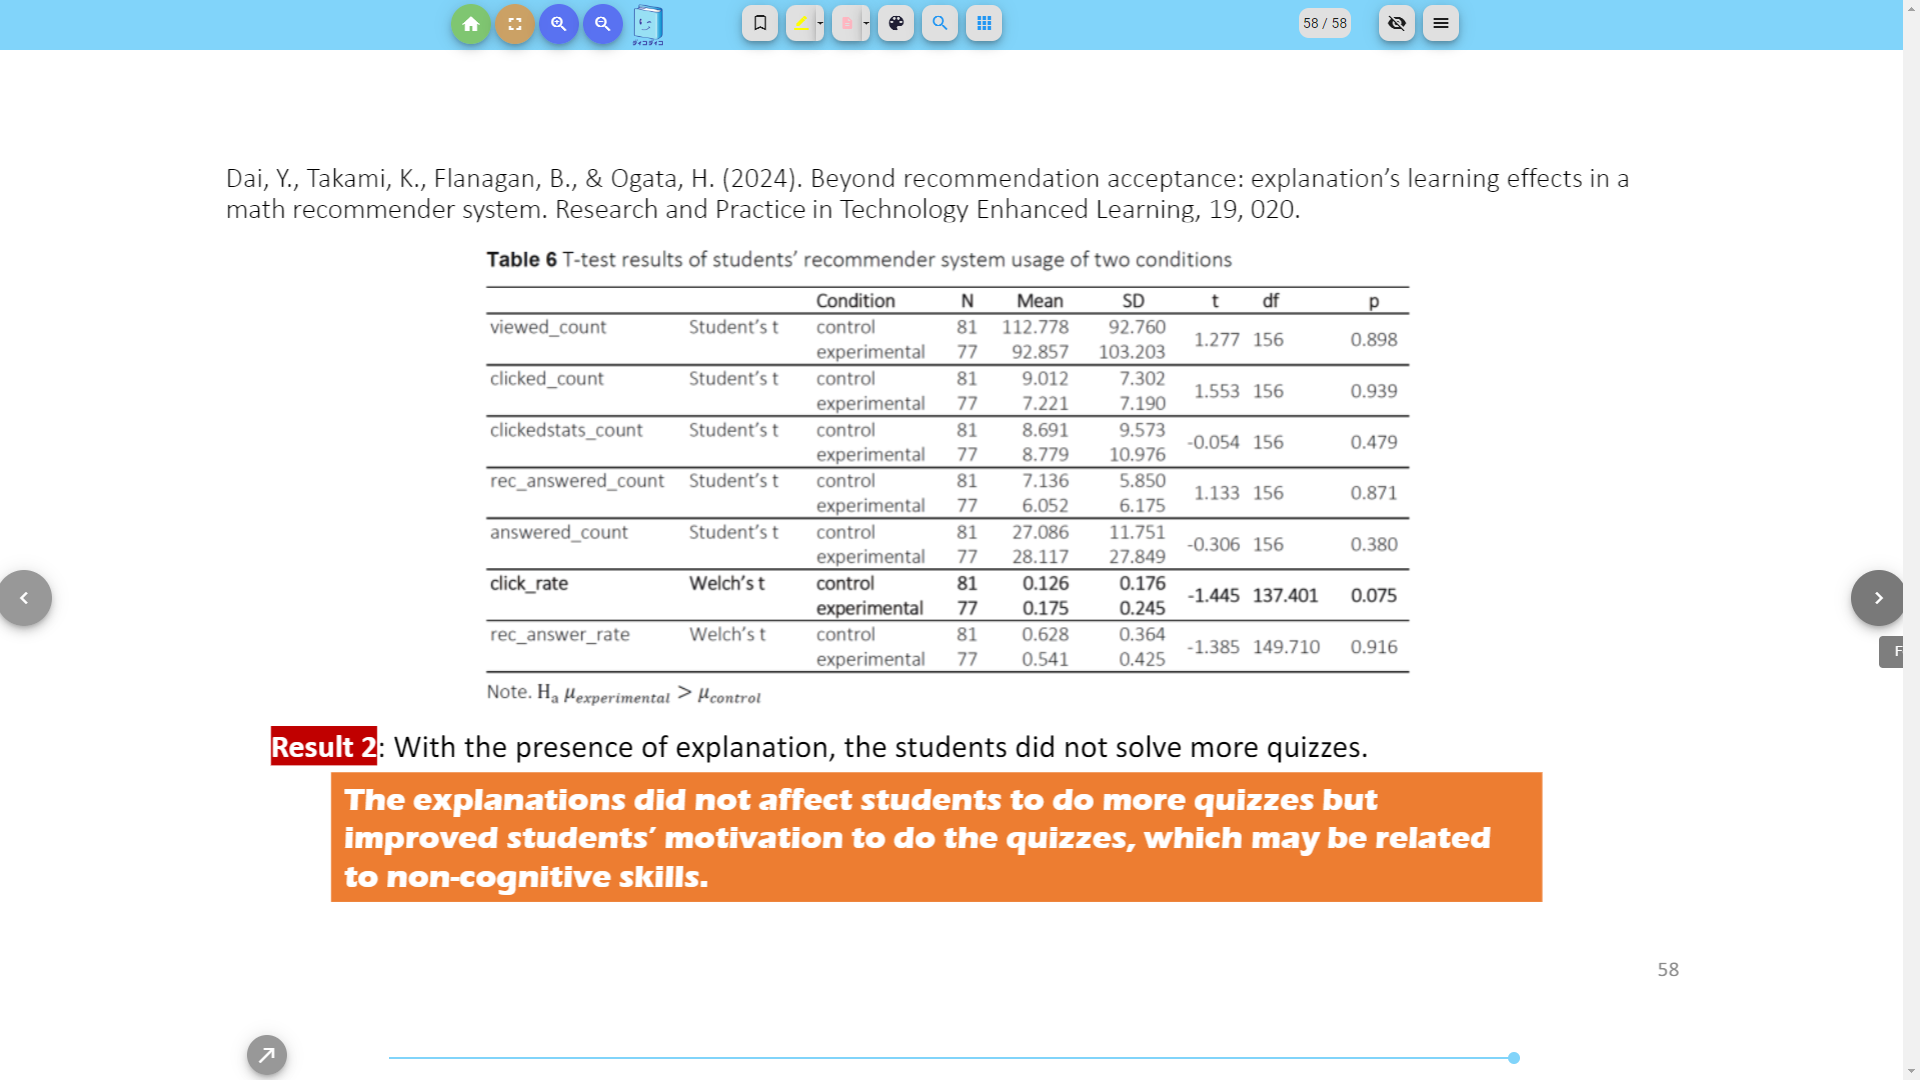 ダイコダイコ
58 / 58
Dai, Y., Takami, K., Flanagan, B., & Ogata, H. (2024). Beyond recommendation acceptance: explanation’s learning effects in a
math recommender system. Research and Practice in Technology Enhanced Learning, 19, 020.
Table 6 T-test results of students’ recommender system usage of two conditions
Condition N Mean SD t df p
viewed_count Student’s t control 81 112.778 92.760 1.277 156 0.898
experimental 77 92.857 103.203
clicked_count Student’s t control 81 9.012 7.302 1.553 156 0.939
experimental 77 7.221 7.190
clickedstats_count Student’s t control 81 8.691 9.573 -0.054 156 0.479
experimental 77 8.779 10.976
rec_answered_count Student’s t control 81 7.136 5.850 1.133 156 0.871
experimental 77 6.052 6.175
answered_count Student’s t control 81 27.086 11.751 -0.306 156 0.380
experimental 77 28.117 27.849
click_rate Welch’s t control 81 0.126 0.176 -1.445 137.401 0.075
experimental 77 0.175 0.245
rec_answer_rate Welch’s t control 81 0.628 0.364 -1.385 149.710 0.916
experimental 77 0.541 0.425
Note. Hₐ μexperimental > μcontrol
Result 2: With the presence of explanation, the students did not solve more quizzes.
The explanations did not affect students to do more quizzes but
improved students’ motivation to do the quizzes, which may be related
to non-cognitive skills.
58
F